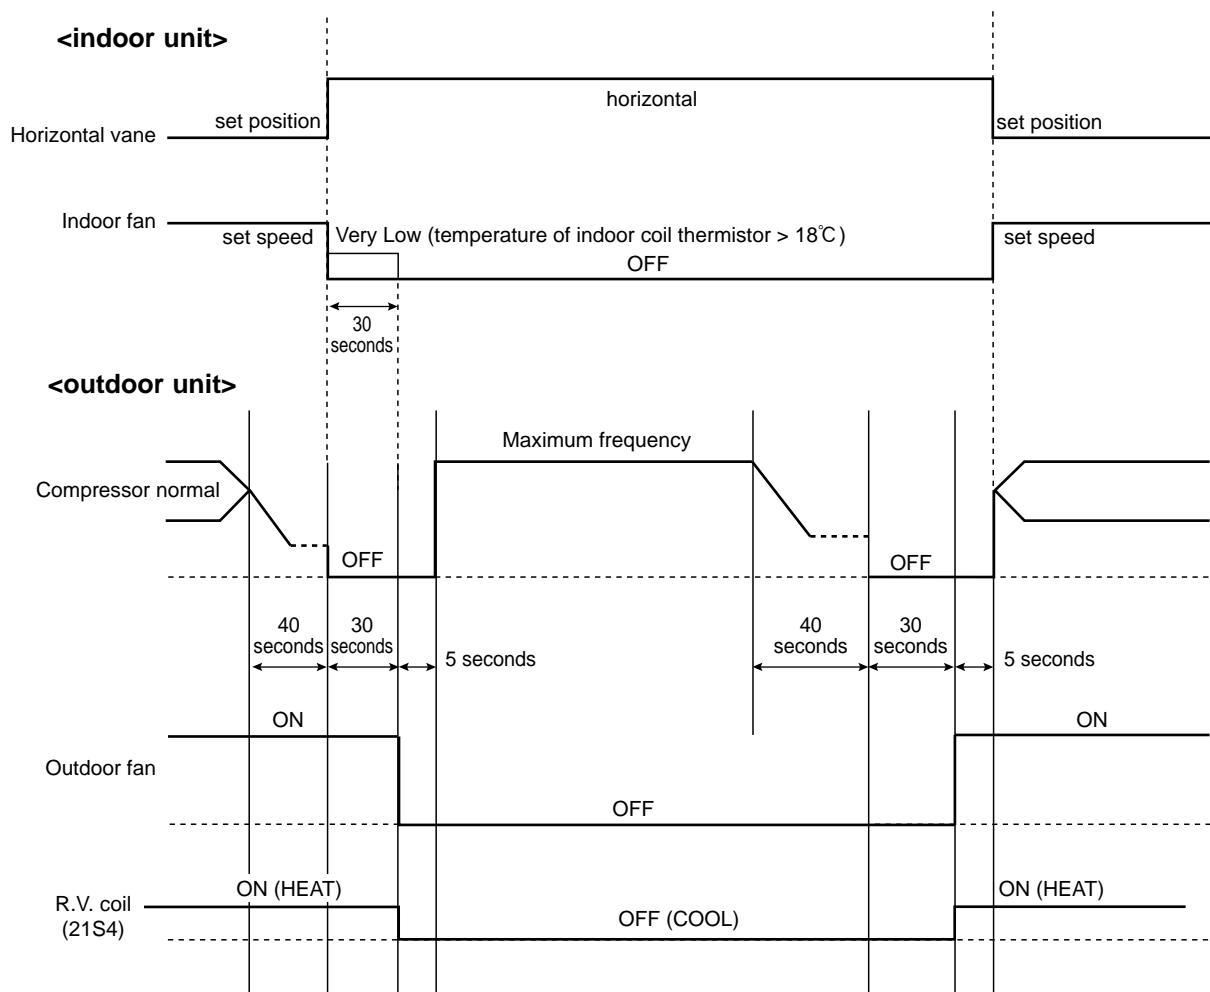 <indoor unit>
horizontal
set position
set position
Horizontal vane
Indoor fan
set speed
Very Low (temperature of indoor coil thermistor > 18℃)
set speed
OFF
30
seconds
<outdoor unit>
Maximum frequency
Compressor normal
OFF
OFF
40
seconds
30
seconds
5 seconds
40
seconds
30
seconds
5 seconds
ON
ON
Outdoor fan
OFF
ON (HEAT)
ON (HEAT)
R.V. coil
(21S4)
OFF (COOL)